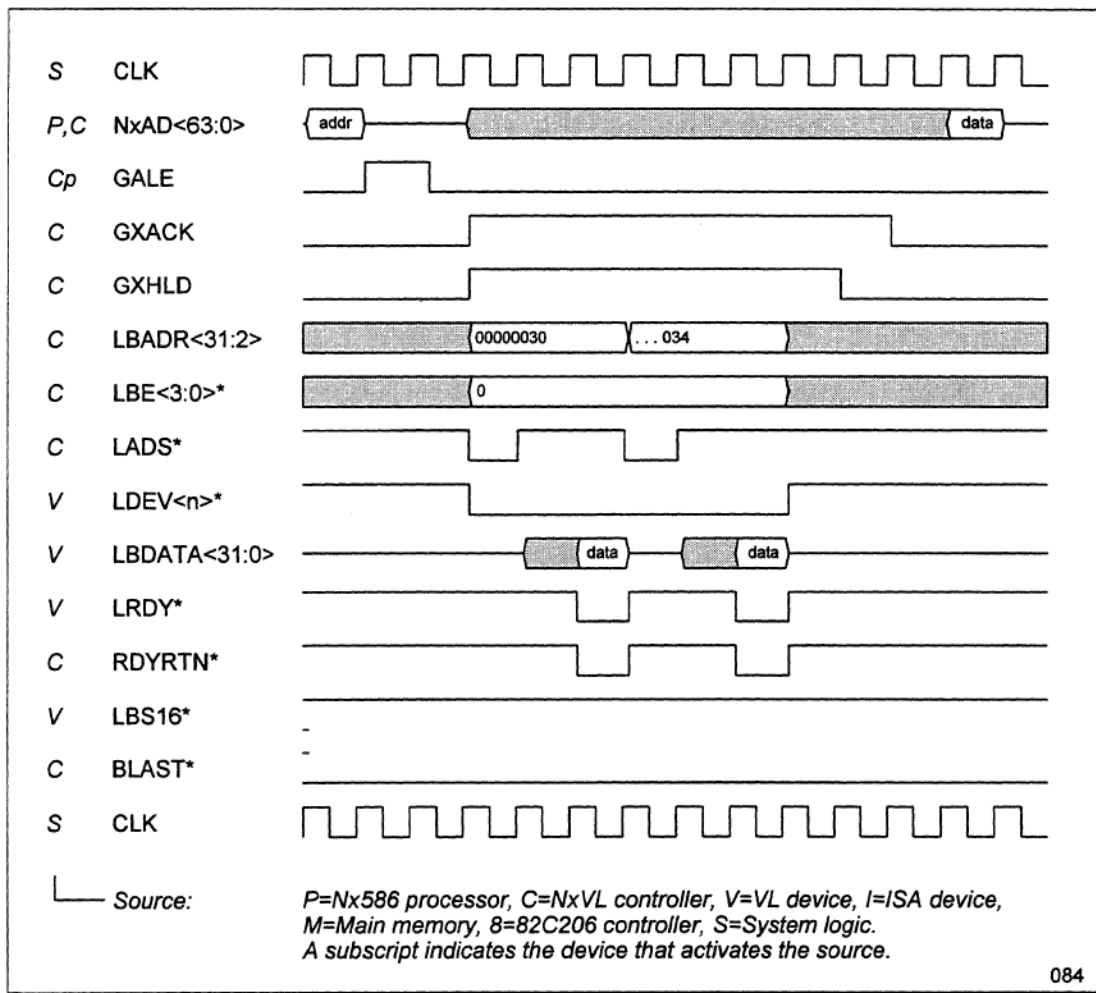 S CLK
P,C NxAD<63:0> addr data
Cp GALE
C GXACK
C GXHLD
C LBADR<31:2> 00000030 . . . 034
C LBE<3:0>* 0
C LADS*
V LDEV<n>*
V LBDATA<31:0> data data
V LRDY*
C RDYRTN*
V LBS16*
C BLAST*
S CLK
Source: P=Nx586 processor, C=NxVL controller, V=VL device, I=ISA device,
M=Main memory, 8=82C206 controller, S=System logic.
A subscript indicates the device that activates the source.
084